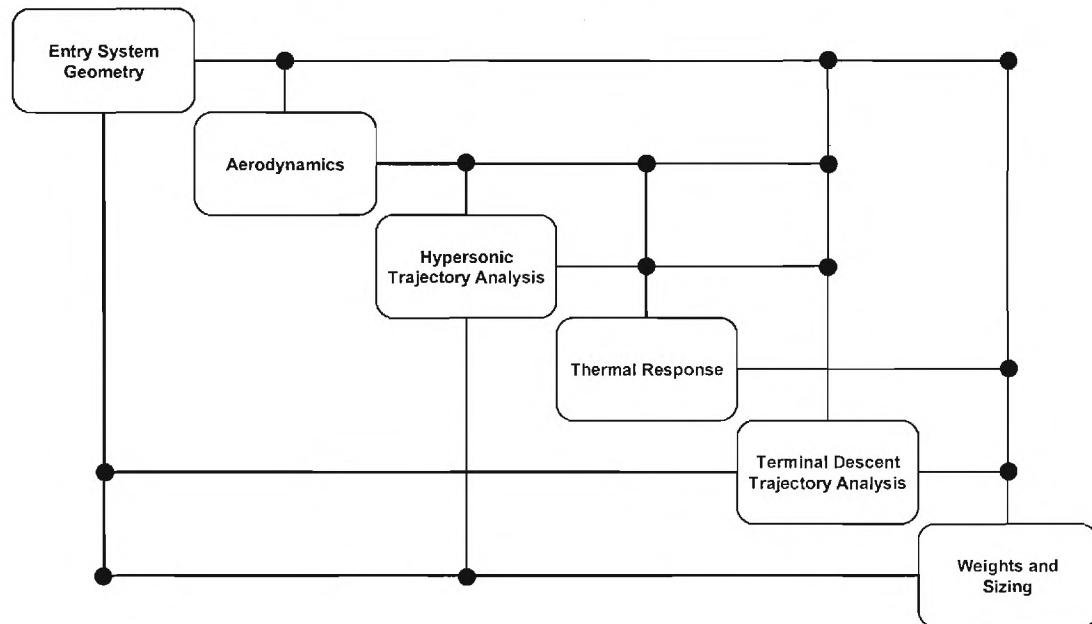 Entry System
Geometry
Aerodynamics
Hypersonic
Trajectory Analysis
Thermal Response
Terminal Descent
Trajectory Analysis
Weights and
Sizing